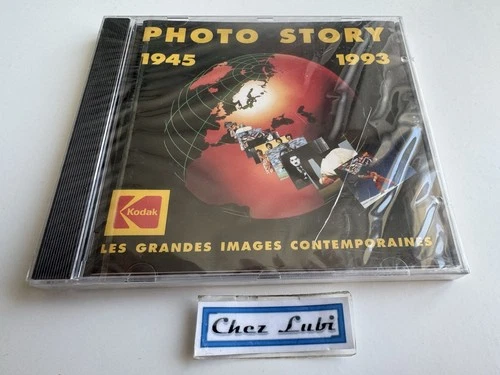 PHOTO STORY
1945 1993
Kodak
LES GRANDES IMAGES CONTEMPORAINES
Chez Lubi